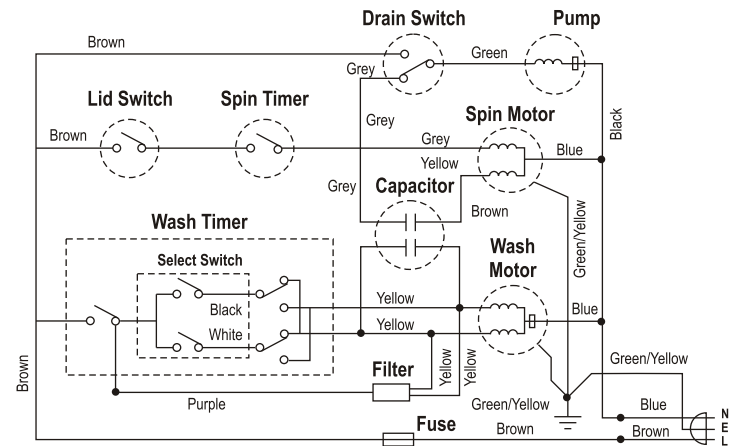 Drain Switch
Pump
Brown
Green
Grey
Lid Switch
Spin Timer
Spin Motor
Black
Brown
Grey
Grey
Blue
Yellow
Grey
Capacitor
Brown
Green/Yellow
Wash Timer
Wash
Motor
Select Switch
Yellow
Black
Blue
Yellow
White
Yellow
Yellow
Green/Yellow
Filter
Brown
Purple
Green/Yellow
Blue
N
Fuse
Brown
Brown
E
L